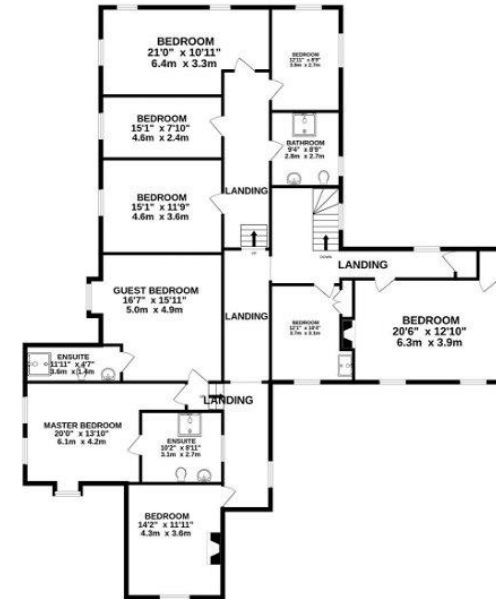 BEDROOM
21'0" x 10'11"
6.4m x 3.3m
BEDROOM
12'11" x 8'9"
3.9m x 2.7m
BEDROOM
15'1" x 7'10"
4.6m x 2.4m
BATHROOM
9'4" x 8'9"
2.8m x 2.7m
BEDROOM
15'1" x 11'9"
4.6m x 3.6m
LANDING
UP
DOWN
LANDING
GUEST BEDROOM
16'7" x 15'11"
5.0m x 4.9m
LANDING
BEDROOM
12'1" x 10'4"
3.7m x 3.1m
BEDROOM
20'6" x 12'10"
6.3m x 3.9m
ENSUITE
11'11" x 4'7"
3.6m x 1.4m
LANDING
MASTER BEDROOM
20'0" x 13'10"
6.1m x 4.2m
ENSUITE
10'2" x 8'11"
3.1m x 2.7m
BEDROOM
14'2" x 11'11"
4.3m x 3.6m